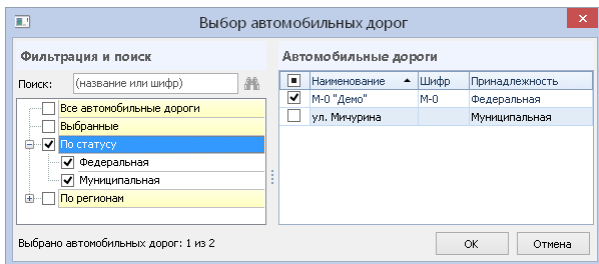 Выбор автомобильных дорог
Фильтрация и поиск
Поиск: (название или шифр)
Все автомобильные дороги
Выбранные
По статусу
Федеральная
Муниципальная
По регионам
Автомобильные дороги
Наименование Шифр Принадлежность
М-0 "Демо" М-0 Федеральная
ул. Мичурина Муниципальная
Выбрано автомобильных дорог: 1 из 2
ОК Отмена